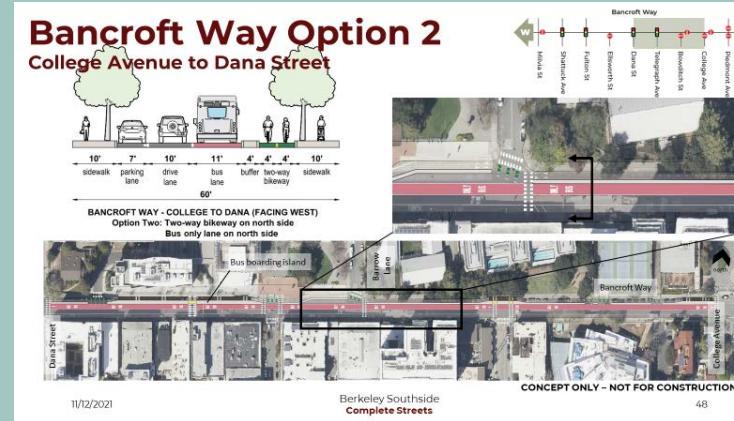 Bancroft Way Option 2
College Avenue to Dana Street
Bancroft Way
W
Milvia St
Shattuck Ave
Fulton St
Ellsworth St
Dana St
Telegraph Ave
Bowditch St
College Ave
Piedmont Ave
10' 7' 10' 11' 4' 4' 4' 10'
sidewalk parking lane drive lane bus lane buffer two-way bikeway sidewalk
60'
BANCROFT WAY - COLLEGE TO DANA (FACING WEST)
Option Two: Two-way bikeway on north side
Bus only lane on north side
BUS
BUS
Bus boarding island
Barrow Lane
north
Bancroft Way
Dana Street
College Avenue
CONCEPT ONLY – NOT FOR CONSTRUCTION
11/12/2021
Berkeley Southside
Complete Streets
48